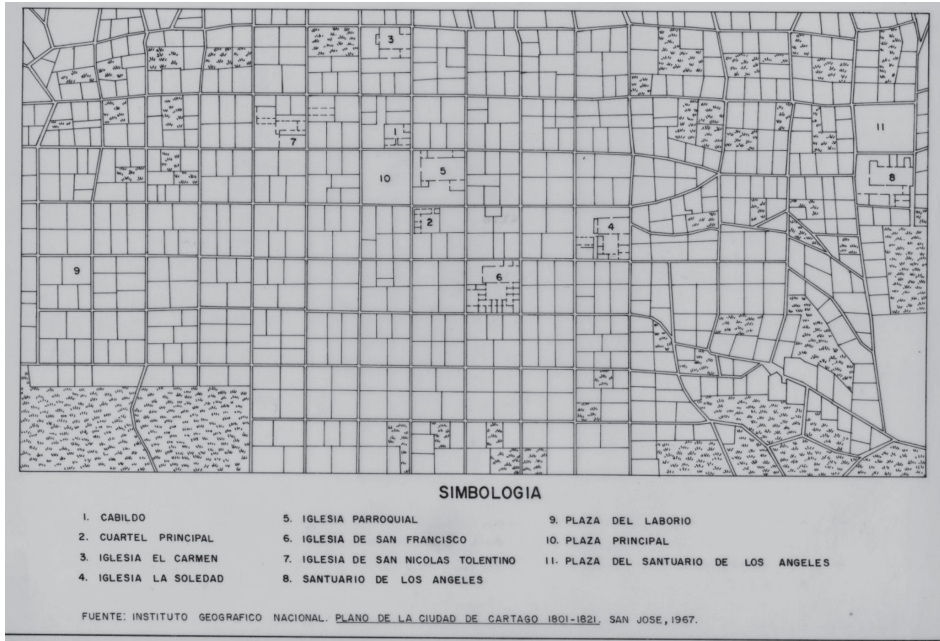 3
1
7
11
10
5
8
2
4
9
6
SIMBOLOGIA
1. CABILDO
2. CUARTEL PRINCIPAL
3. IGLESIA EL CARMEN
4. IGLESIA LA SOLEDAD
5. IGLESIA PARROQUIAL
6. IGLESIA DE SAN FRANCISCO
7. IGLESIA DE SAN NICOLAS TOLENTINO
8. SANTUARIO DE LOS ANGELES
9. PLAZA DEL LABORIO
10. PLAZA PRINCIPAL
11. PLAZA DEL SANTUARIO DE LOS ANGELES
FUENTE: INSTITUTO GEOGRAFICO NACIONAL. PLANO DE LA CIUDAD DE CARTAGO 1801-1821. SAN JOSE, 1967.